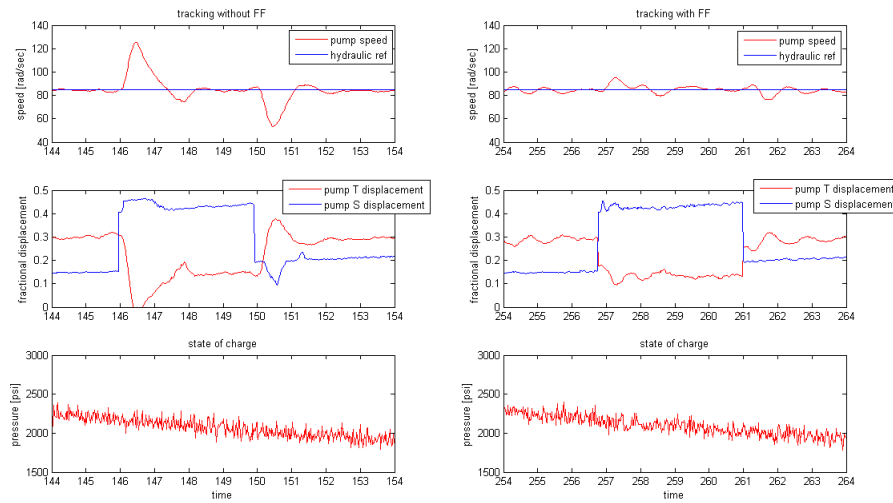 tracking without FF
140
120
100
80
60
40
speed [rad/sec]
pump speed
hydraulic ref
144 145 146 147 148 149 150 151 152 153 154
tracking with FF
140
120
100
80
60
40
speed [rad/sec]
pump speed
hydraulic ref
254 255 256 257 258 259 260 261 262 263 264
0.5
0.4
0.3
0.2
0.1
0
fractional displacement
pump T displacement
pump S displacement
144 145 146 147 148 149 150 151 152 153 154
0.5
0.4
0.3
0.2
0.1
0
fractional displacement
pump T displacement
pump S displacement
254 255 256 257 258 259 260 261 262 263 264
state of charge
3000
2500
2000
1500
pressure [psi]
144 145 146 147 148 149 150 151 152 153 154
time
state of charge
3000
2500
2000
1500
pressure [psi]
254 255 256 257 258 259 260 261 262 263 264
time